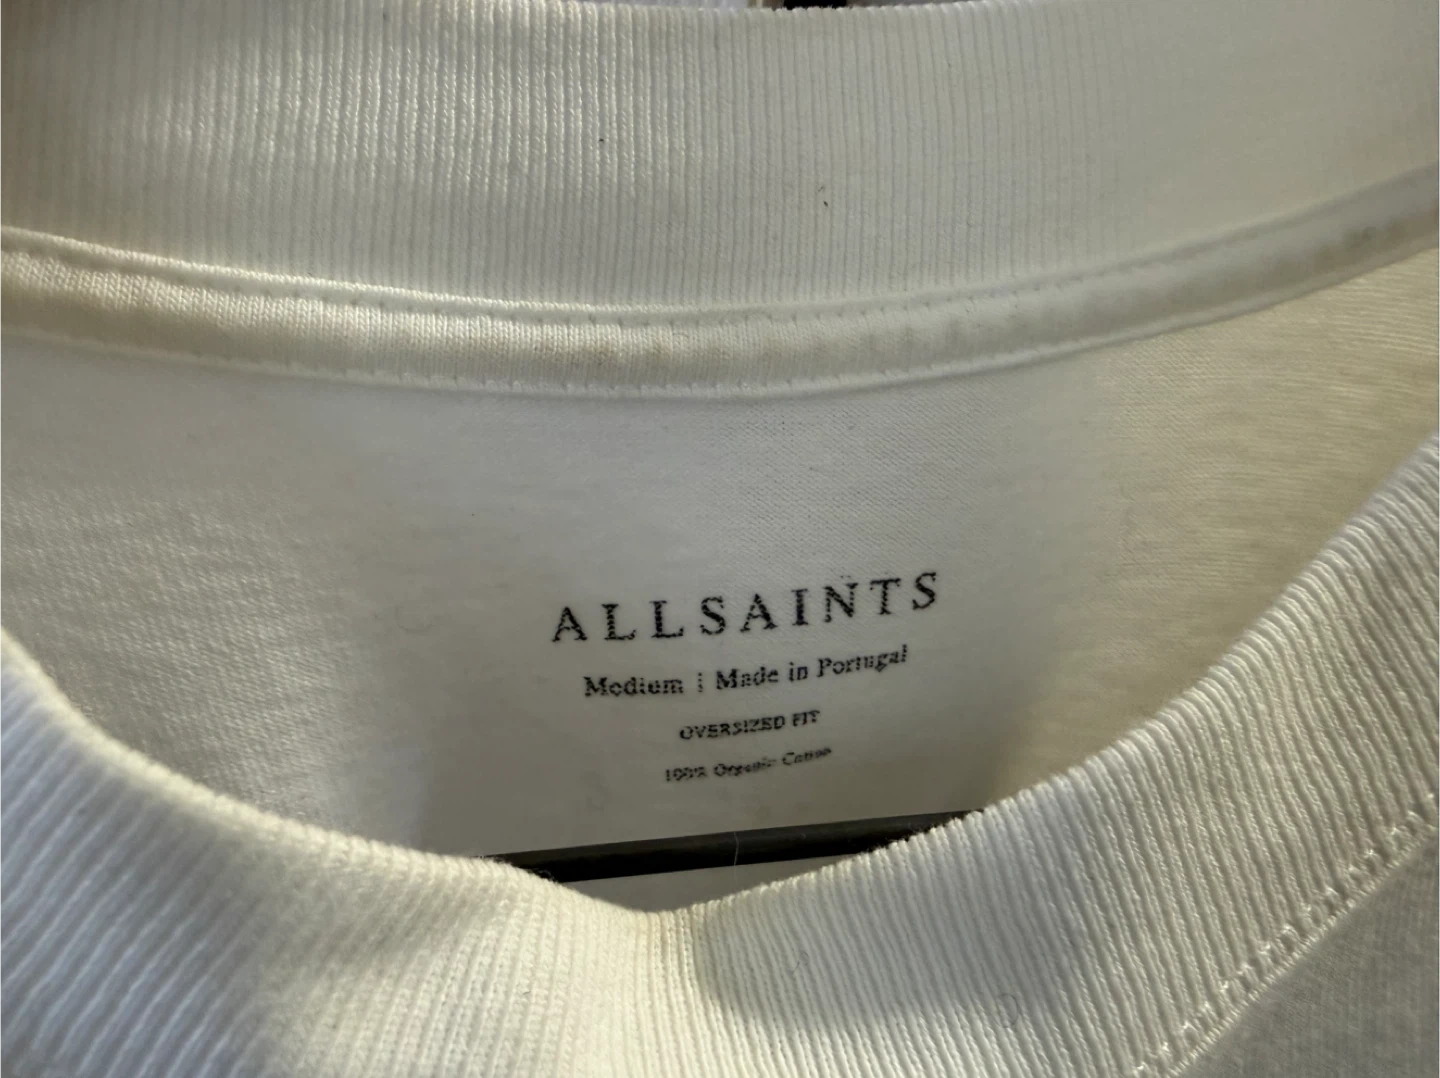 ALLSAINTS
Medium | Made in Portugal
OVERSIZED FIT
100% Organic Cotton